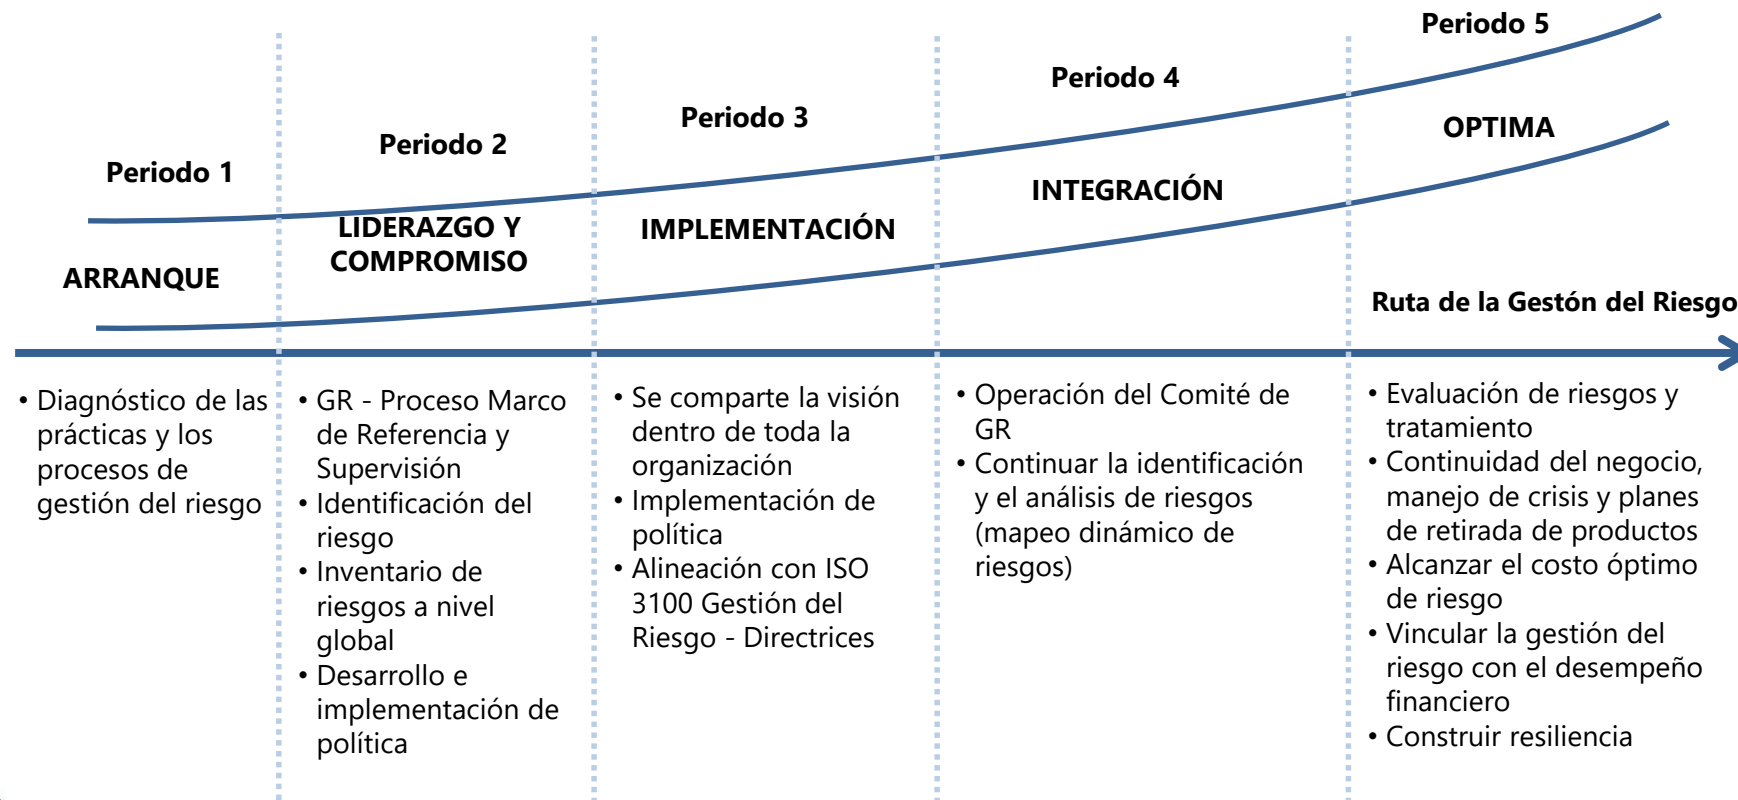 Periodo 1
Periodo 2
Periodo 3
Periodo 4
Periodo 5
ARRANQUE
LIDERAZGO Y
COMPROMISO
IMPLEMENTACIÓN
INTEGRACIÓN
OPTIMA
Ruta de la Gestón del Riesgo
• Diagnóstico de las
prácticas y los
procesos de
gestión del riesgo
• GR - Proceso Marco
de Referencia y
Supervisión
• Identificación del
riesgo
• Inventario de
riesgos a nivel
global
• Desarrollo e
implementación de
política
• Se comparte la visión
dentro de toda la
organización
• Implementación de
política
• Alineación con ISO
3100 Gestión del
Riesgo - Directrices
• Operación del Comité de
GR
• Continuar la identificación
y el análisis de riesgos
(mapeo dinámico de
riesgos)
• Evaluación de riesgos y
tratamiento
• Continuidad del negocio,
manejo de crisis y planes
de retirada de productos
• Alcanzar el costo óptimo
de riesgo
• Vincular la gestión del
riesgo con el desempeño
financiero
• Construir resiliencia